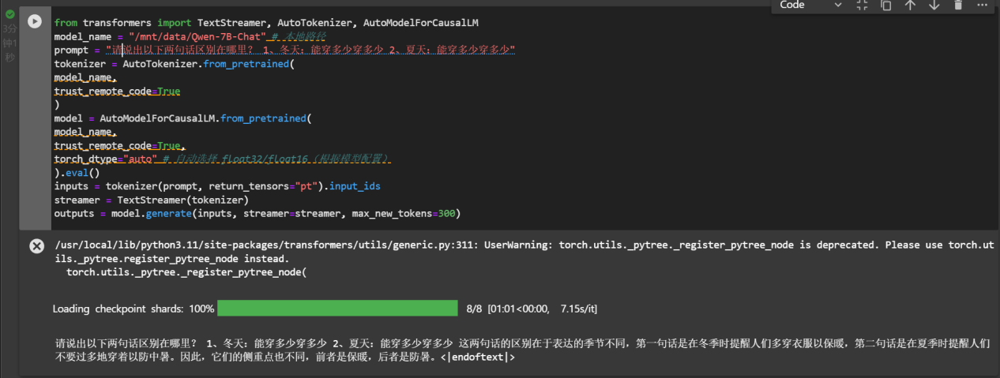 Code
3分
钟1
秒
from transformers import TextStreamer, AutoTokenizer, AutoModelForCausalLM
model_name = "/mnt/data/Qwen-7B-Chat" # 本地路径
prompt = "请说出以下两句话区别在哪里? 1、冬天:能穿多少穿多少 2、夏天:能穿多少穿多少"
tokenizer = AutoTokenizer.from_pretrained(
model_name,
trust_remote_code=True
)
model = AutoModelForCausalLM.from_pretrained(
model_name,
trust_remote_code=True,
torch_dtype="auto" # 自动选择 float32/float16（根据模型配置）
).eval()
inputs = tokenizer(prompt, return_tensors="pt").input_ids
streamer = TextStreamer(tokenizer)
outputs = model.generate(inputs, streamer=streamer, max_new_tokens=300)
/usr/local/lib/python3.11/site-packages/transformers/utils/generic.py:311: UserWarning: torch.utils._pytree._register_pytree_node is deprecated. Please use torch.ut
ils._pytree.register_pytree_node instead.
torch.utils._pytree._register_pytree_node(
Loading checkpoint shards: 100% 8/8 [01:01<00:00, 7.15s/it]
请说出以下两句话区别在哪里? 1、冬天:能穿多少穿多少 2、夏天:能穿多少穿多少 这两句话的区别在于表达的季节不同，第一句话是在冬季时提醒人们多穿衣服以保暖，第二句话是在夏季时提醒人们
不要过多地穿着以防中暑。因此，它们的侧重点也不同，前者是保暖，后者是防暑。<|endoftext|>